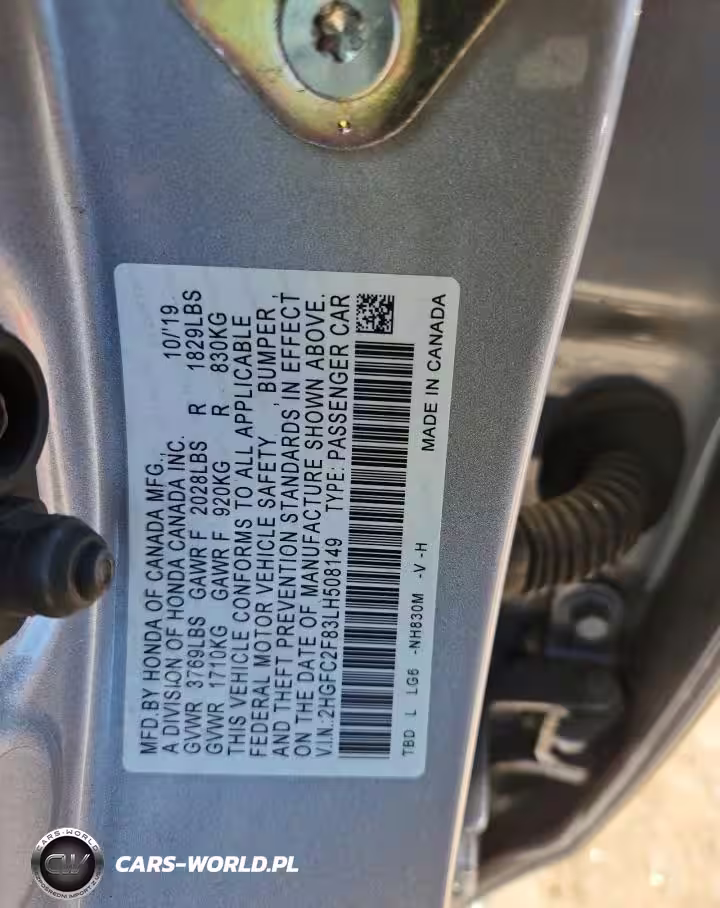 MFD.BY HONDA OF CANADA MFG., 10/'19
A DIVISION OF HONDA CANADA INC.
GVWR 3769LBS GAWR F 2028LBS R 1829LBS
GVWR 1710KG GAWR F 920KG R 830KG
THIS VEHICLE CONFORMS TO ALL APPLICABLE
FEDERAL MOTOR VEHICLE SAFETY , BUMPER ,
AND THEFT PREVENTION STANDARDS IN EFFECT
ON THE DATE OF MANUFACTURE SHOWN ABOVE.
V.I.N.:2HGFC2F83LH508149 TYPE: PASSENGER CAR
TBD L LG6 -NH830M -V -H MADE IN CANADA
CARS-WORLD
CW
CARS-WORLD.PL